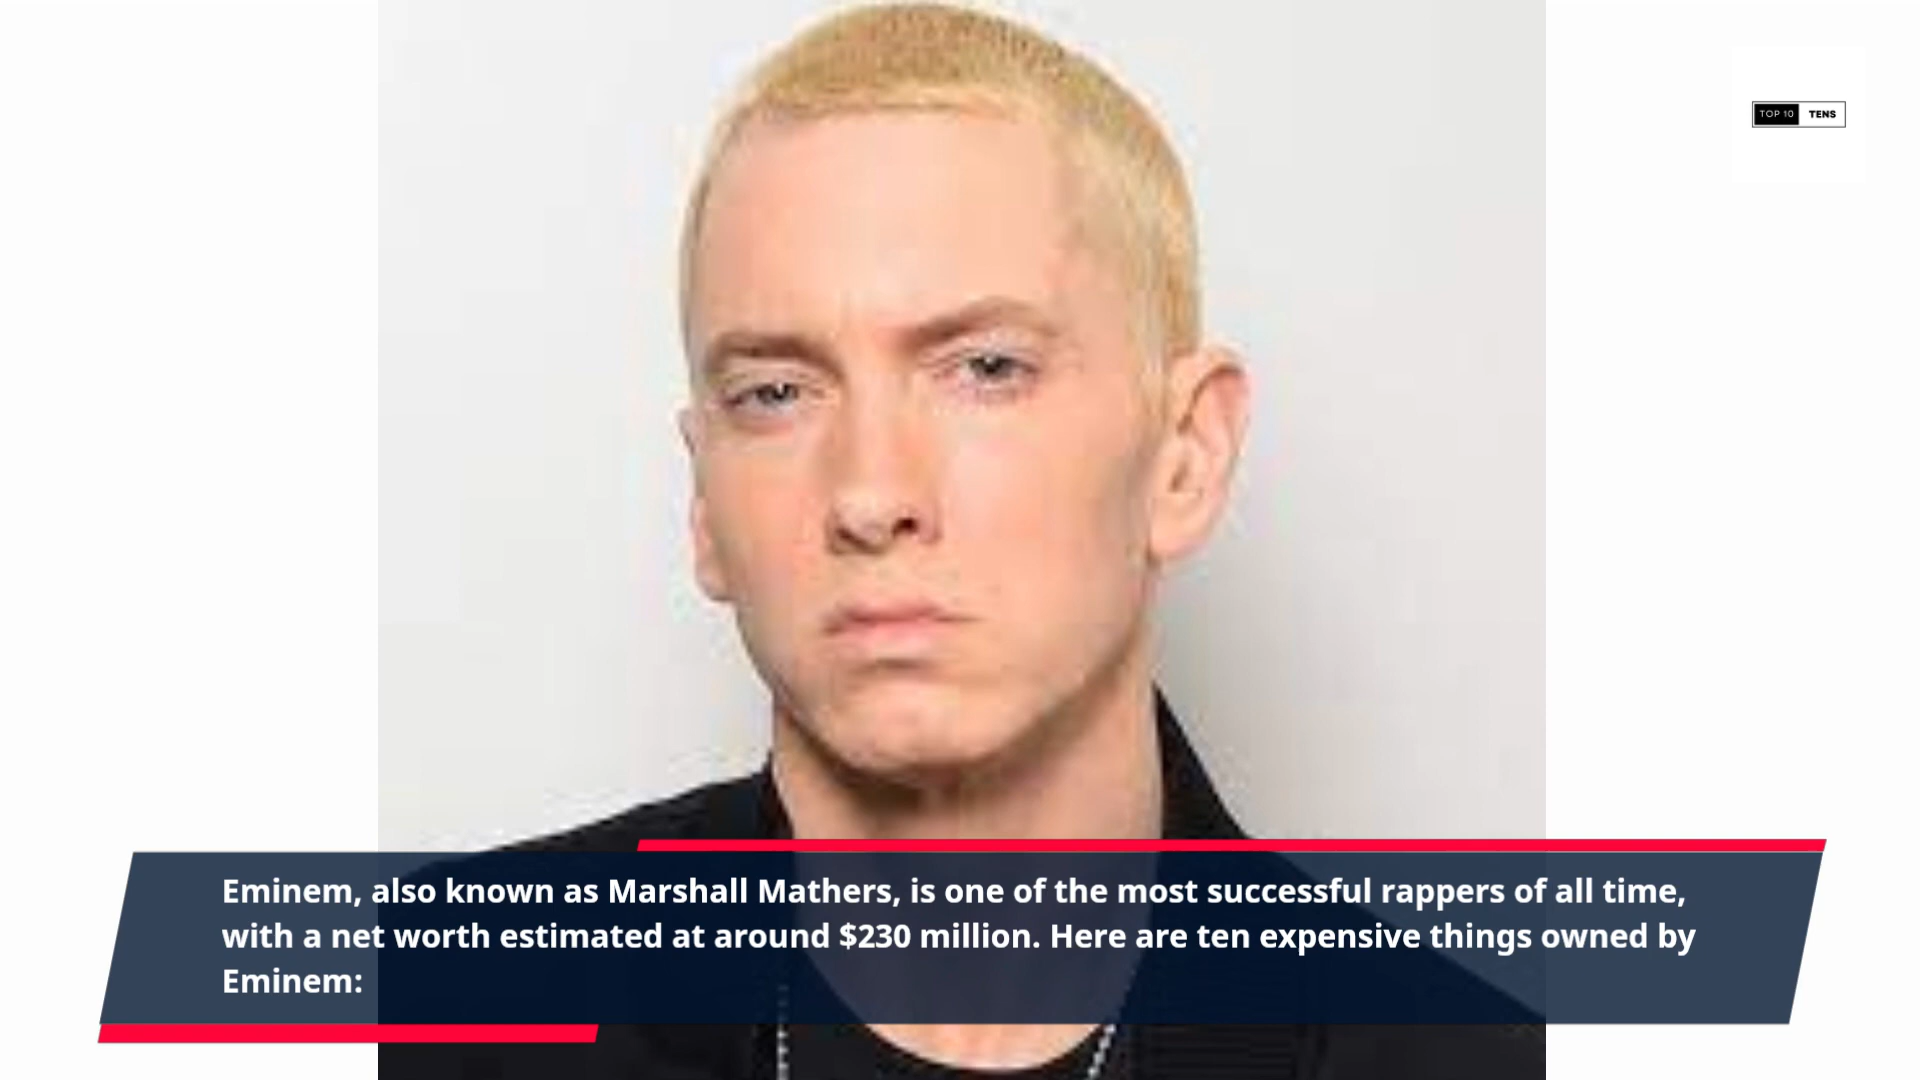 TOP 10 TENS
Eminem, also known as Marshall Mathers, is one of the most successful rappers of all time,
with a net worth estimated at around $230 million. Here are ten expensive things owned by
Eminem: